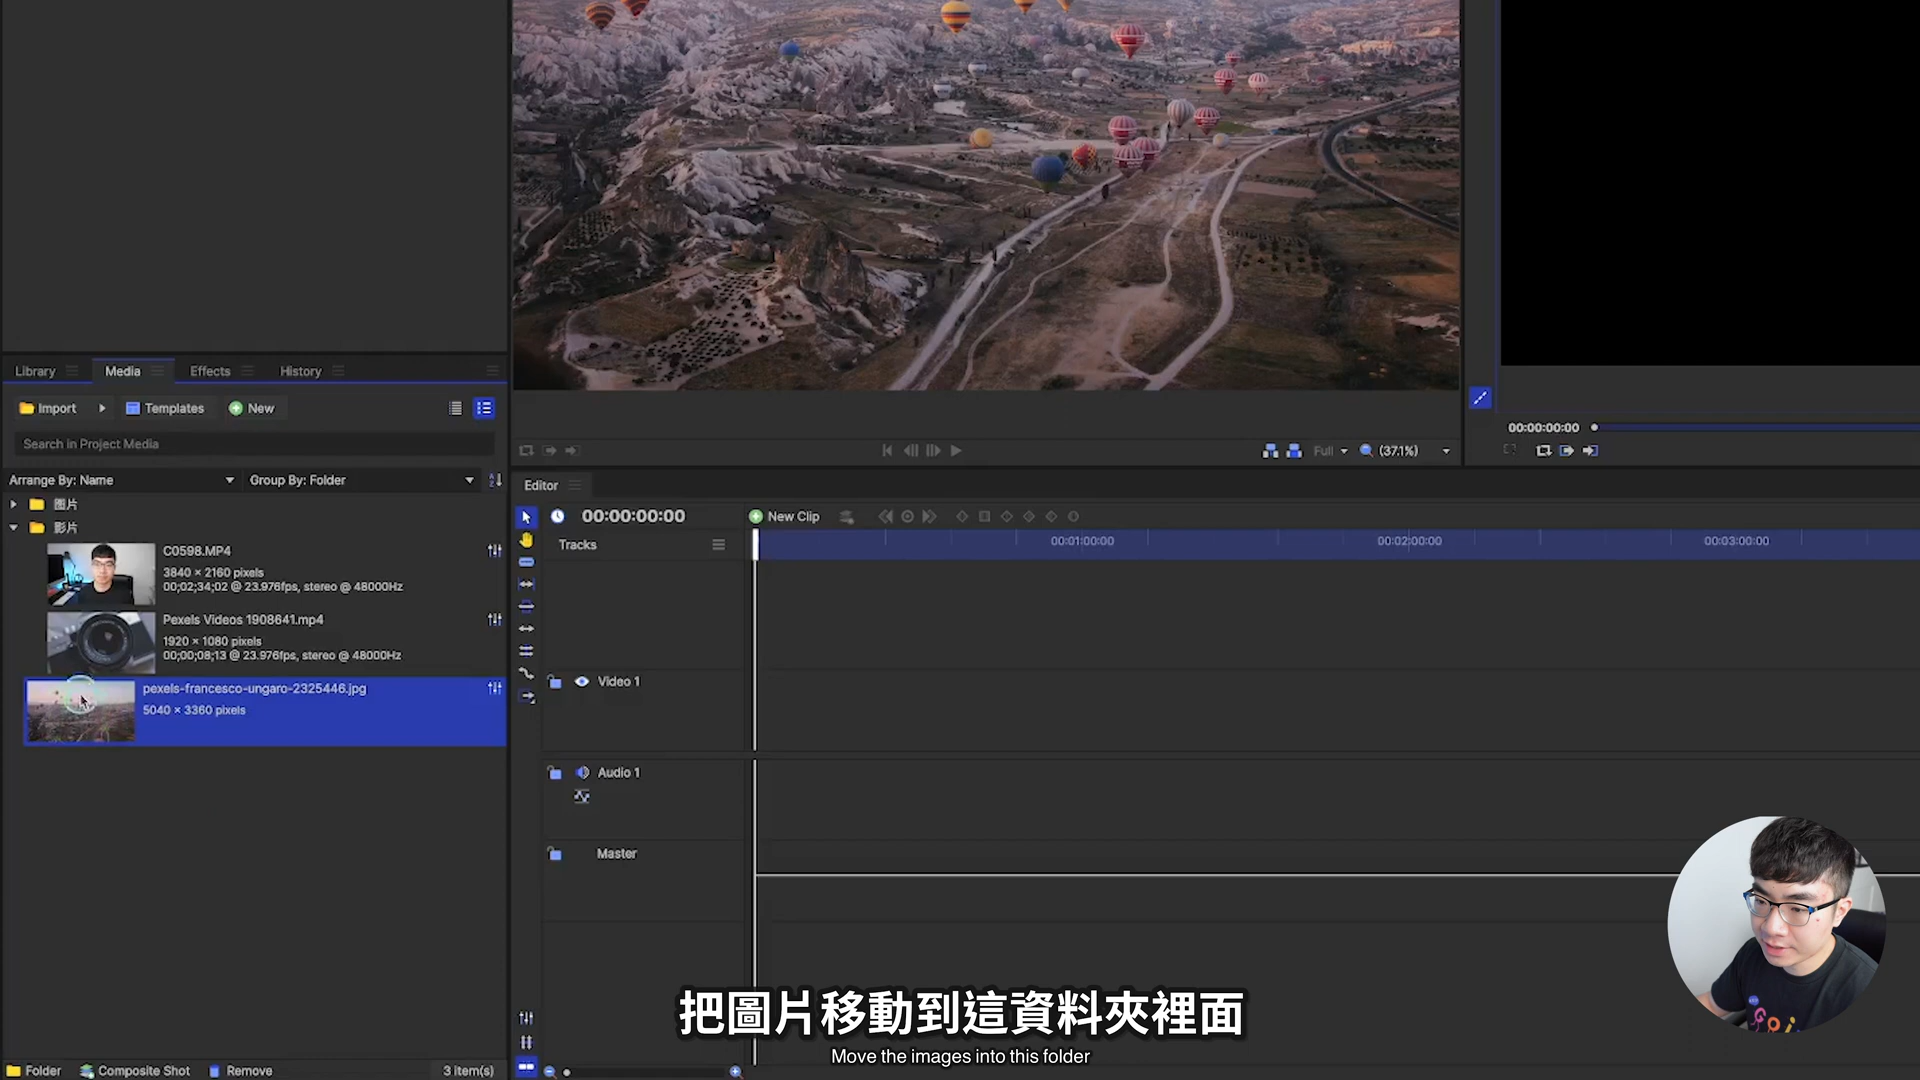 Library
Media
Effects
History
Import
Templates
New
Search in Project Media
Arrange By: Name
Group By: Folder
图片
影片
C0598.MP4
3840 × 2160 pixels
00;02;34;02 @ 23.976fps, stereo @ 48000Hz
Pexels Videos 1908641.mp4
1920 × 1080 pixels
00;00;08;13 @ 23.976fps, stereo @ 48000Hz
pexels-francesco-ungaro-2325446.jpg
5040 × 3360 pixels
Folder
Composite Shot
Remove
3 item(s)
Full
(37.1%)
00:00:00:00
Editor
00:00:00:00
New Clip
Tracks
00:01:00:00
00:02:00:00
00:03:00:00
Video 1
Audio 1
Master
把圖片移動到這資料夾裡面
Move the images into this folder